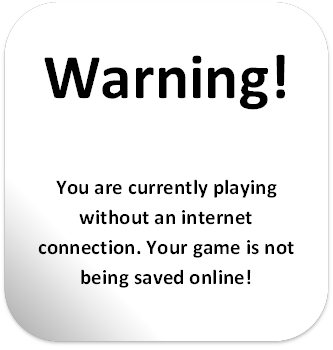 Warning!
You are currently playing
without an internet
connection. Your game is not
being saved online!